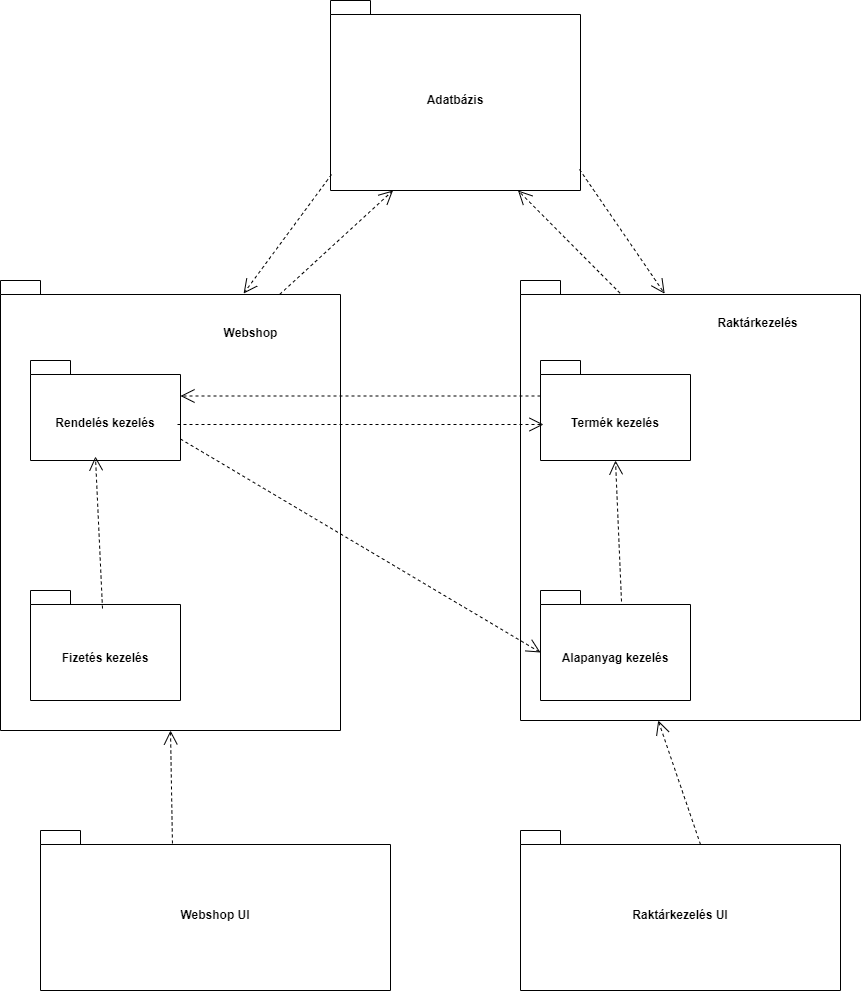 Adatbázis
Webshop
Raktárkezelés
Rendelés kezelés
Termék kezelés
Fizetés kezelés
Alapanyag kezelés
Webshop UI
Raktárkezelés UI